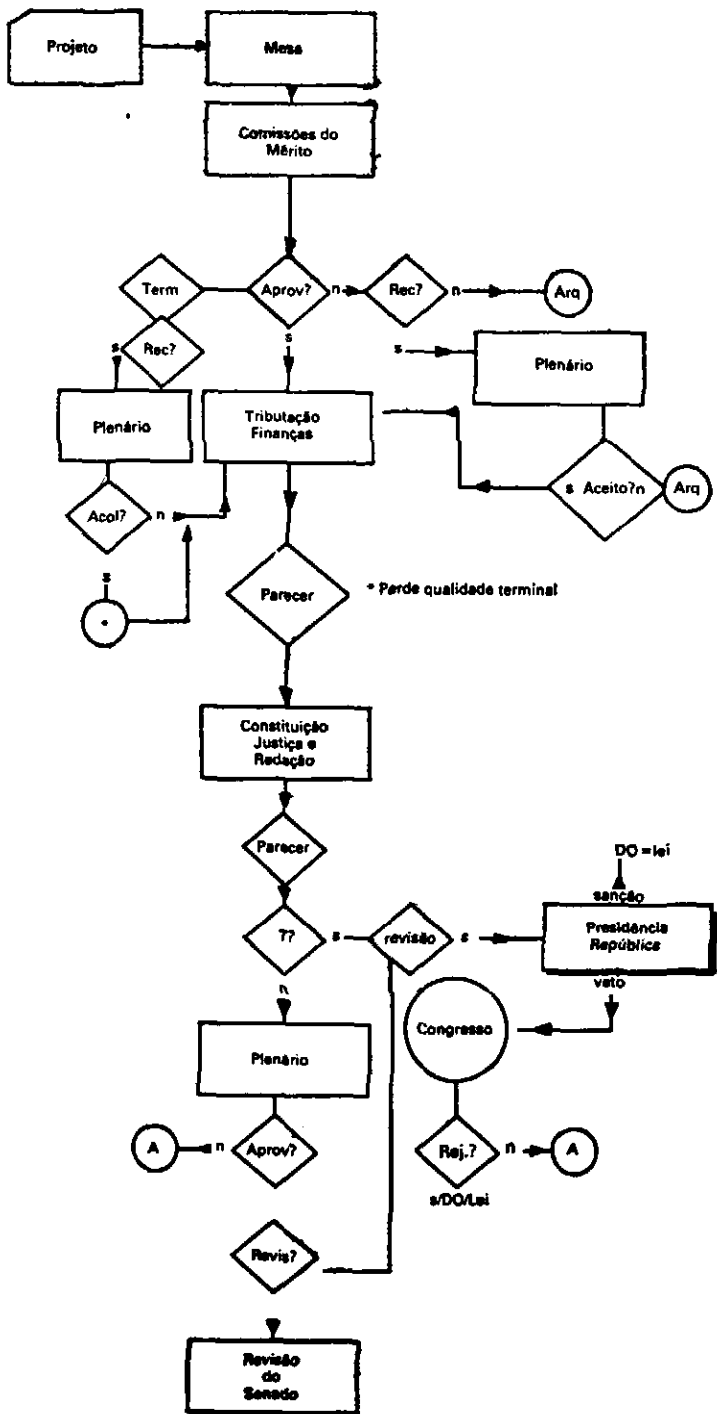 Projeto
Mesa
Comissões do
Mérito
Term
Aprov?
n
Rec?
n
Arq
s
Rec?
s
s
Plenário
Plenário
Tributação
Finanças
Acol?
n
s Aceito?n
Arq
s
*
Parecer
* Perde qualidade terminal
Constituição
Justiça e
Redação
Parecer
DO = lei
sanção
??
s
revisão
s
Presidência
República
veto
n
Congresso
Plenário
A
n
Aprov?
Rej.?
n
A
s/DO/Lei
Revis?
Revisão
do
Senado